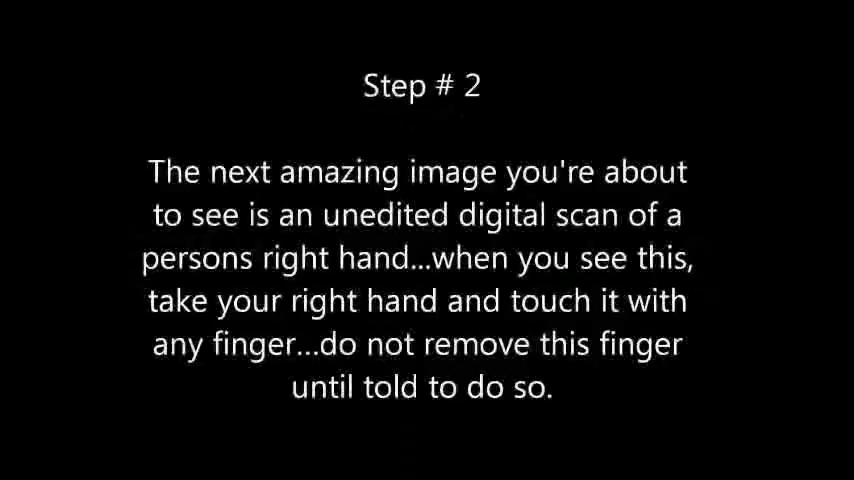 Step # 2
The next amazing image you're about
to see is an unedited digital scan of a
persons right hand...when you see this,
take your right hand and touch it with
any finger...do not remove this finger
until told to do so.